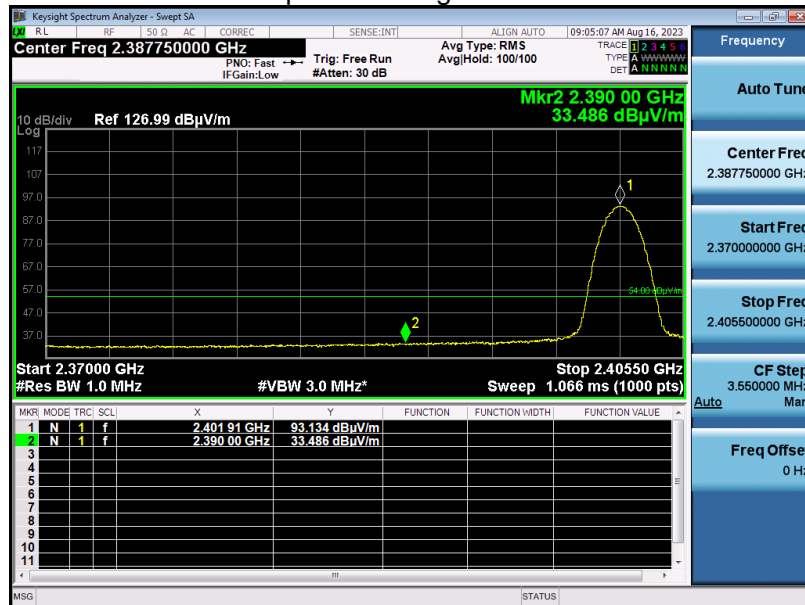 Keysight Spectrum Analyzer - Swept SA
LXI RL RF 50 Ω AC CORREC SENSE:INT ALIGN AUTO 09:05:07 AM Aug 16, 2023
Center Freq 2.387750000 GHz
PNO: Fast
IFGain:Low
Trig: Free Run
#Atten: 30 dB
Avg Type: RMS
Avg|Hold: 100/100
TRACE 1 2 3 4 5 6
TYPE A WWWWW
DET A N N N N N
Mkr2 2.390 00 GHz
33.486 dBµV/m
10 dB/div Ref 126.99 dBµV/m
Log
117
107
97.0
87.0
77.0
67.0
57.0
47.0
37.0
1
54.00 dBµV/m
2
Start 2.37000 GHz Stop 2.40550 GHz
#Res BW 1.0 MHz #VBW 3.0 MHz* Sweep 1.066 ms (1000 pts)
MKR MODE TRC SCL X Y FUNCTION FUNCTION WIDTH FUNCTION VALUE
1 N 1 f 2.401 91 GHz 93.134 dBµV/m
2 N 1 f 2.390 00 GHz 33.486 dBµV/m
3
4
5
6
7
8
9
10
11
MSG STATUS
Frequency
Auto Tune
Center Freq
2.387750000 GHz
Start Freq
2.370000000 GHz
Stop Freq
2.405500000 GHz
CF Step
3.550000 MHz
Auto Man
Freq Offset
0 Hz